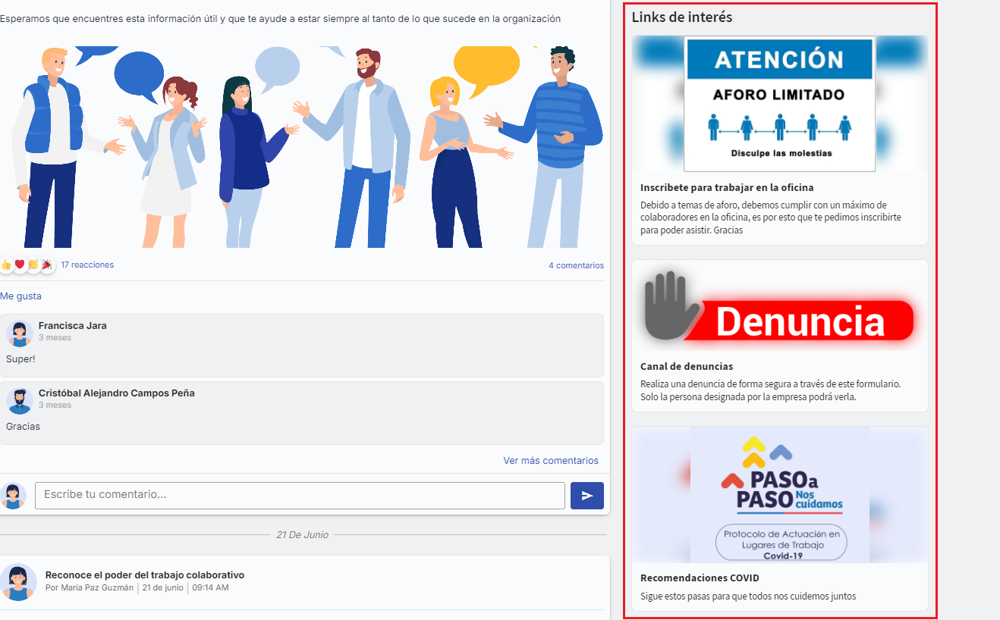 Esperamos que encuentres esta información útil y que te ayude a estar siempre al tanto de lo que sucede en la organización
17 reacciones
4 comentarios
Me gusta
Francisca Jara
3 meses
Super!
Cristóbal Alejandro Campos Peña
3 meses
Gracias
Ver más comentarios
Escribe tu comentario...
21 De Junio
Reconoce el poder del trabajo colaborativo
Por María Paz Guzmán | 21 de junio | 09:14 AM
Links de interés
ATENCIÓN
AFORO LIMITADO
Disculpe las molestias
Inscribete para trabajar en la oficina
Debido a temas de aforo, debemos cumplir con un máximo de
colaboradores en la oficina, es por esto que te pedimos inscribirte
para poder asistir. Gracias
Denuncia
Canal de denuncias
Realiza una denuncia de forma segura a través de este formulario.
Solo la persona designada por la empresa podrá verla.
PASOa
PASO Nos
cuidamos
Protocolo de Actuación en
Lugares de Trabajo
Covid-19
Recomendaciones COVID
Sigue estos pasas para que todos nos cuidemos juntos